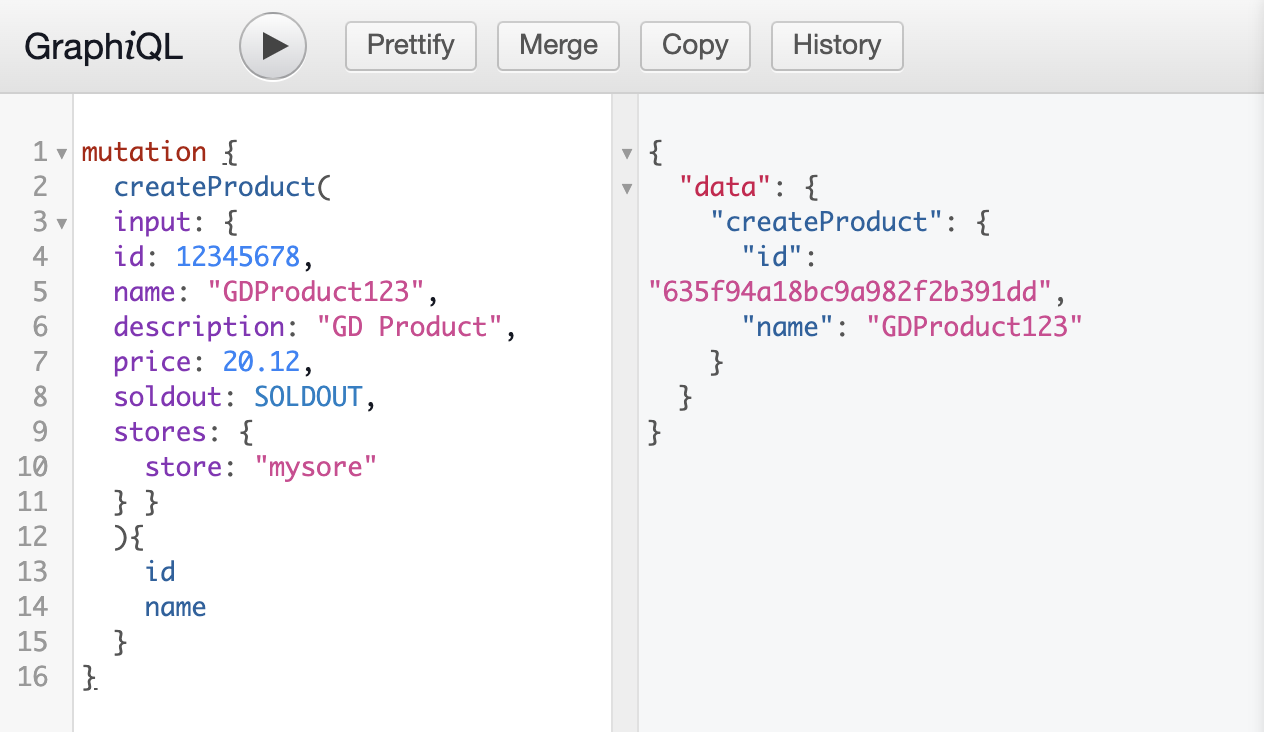 GraphiQL Prettify Merge Copy History
1 mutation {
2   createProduct(
3   input: {
4   id: 12345678,
5   name: "GDProduct123",
6   description: "GD Product",
7   price: 20.12,
8   soldout: SOLDOUT,
9   stores: {
10     store: "mysore"
11   } }
12   ){
13     id
14     name
15   }
16 }
{
  "data": {
    "createProduct": {
      "id":
"635f94a18bc9a982f2b391dd",
      "name": "GDProduct123"
    }
  }
}